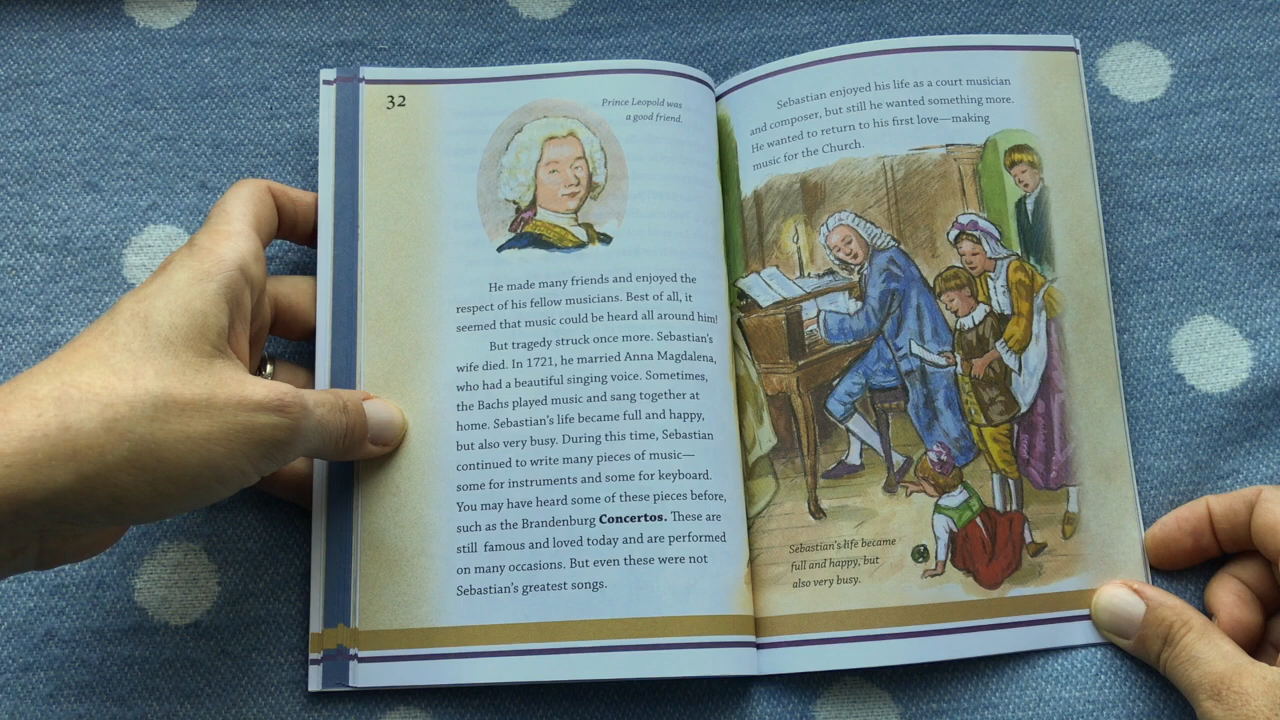 32
Prince Leopold was
a good friend.
He made many friends and enjoyed the
respect of his fellow musicians. Best of all, it
seemed that music could be heard all around him!
But tragedy struck once more. Sebastian's
wife died. In 1721, he married Anna Magdalena,
who had a beautiful singing voice. Sometimes,
the Bachs played music and sang together at
home. Sebastian's life became full and happy,
but also very busy. During this time, Sebastian
continued to write many pieces of music—
some for instruments and some for keyboard.
You may have heard some of these pieces before,
such as the Brandenburg Concertos. These are
still famous and loved today and are performed
on many occasions. But even these were not
Sebastian's greatest songs.
Sebastian enjoyed his life as a court musician
and composer, but still he wanted something more.
He wanted to return to his first love—making
music for the Church.
Sebastian's life became
full and happy, but
also very busy.